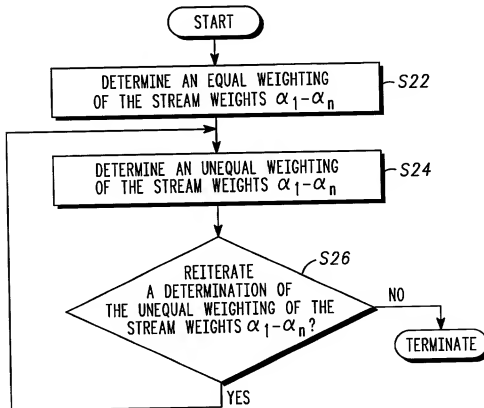 START
DETERMINE AN EQUAL WEIGHTING
OF THE STREAM WEIGHTS α₁-αₙ
S22
DETERMINE AN UNEQUAL WEIGHTING
OF THE STREAM WEIGHTS α₁-αₙ
S24
S26
REITERATE
A DETERMINATION OF
THE UNEQUAL WEIGHTING OF THE
STREAM WEIGHTS α₁-αₙ?
NO
TERMINATE
YES